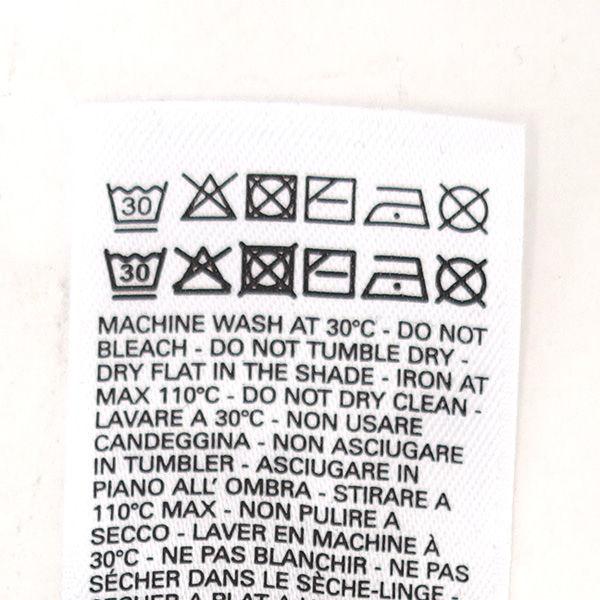 30
30
MACHINE WASH AT 30°C - DO NOT
BLEACH - DO NOT TUMBLE DRY -
DRY FLAT IN THE SHADE - IRON AT
MAX 110°C - DO NOT DRY CLEAN -
LAVARE A 30°C - NON USARE
CANDEGGINA - NON ASCIUGARE
IN TUMBLER - ASCIUGARE IN
PIANO ALL' OMBRA - STIRARE A
110°C MAX - NON PULIRE A
SECCO - LAVER EN MACHINE À
30°C - NE PAS BLANCHIR - NE PAS
SÉCHER DANS LE SÈCHE-LINGE -